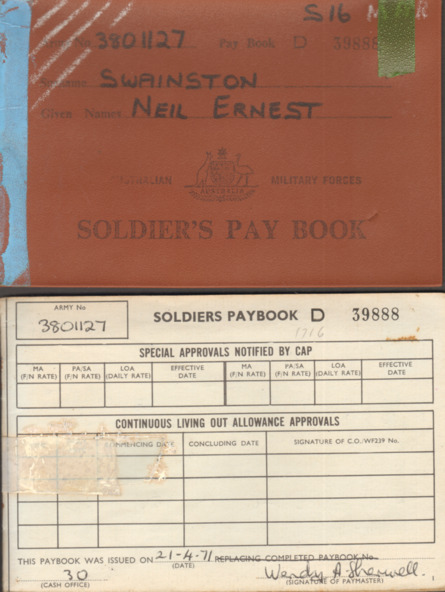 S16
Army No 3801127 Pay Book D 39888
Surname SWAINSTON
Given Names NEIL ERNEST
AUSTRALIAN MILITARY FORCES
AUSTRALIA
SOLDIER'S PAY BOOK
ARMY No
3801127
SOLDIERS PAYBOOK D 39888
1716
SPECIAL APPROVALS NOTIFIED BY CAP
MA (F/N RATE) PA/SA (F/N RATE) LOA (DAILY RATE) EFFECTIVE DATE MA (F/N RATE) PA/SA (F/N RATE) LOA (DAILY RATE) EFFECTIVE DATE
CONTINUOUS LIVING OUT ALLOWANCE APPROVALS
COMMENCING DATE CONCLUDING DATE SIGNATURE OF C.O./WF239 No.
THIS PAYBOOK WAS ISSUED ON 21-4-71 REPLACING COMPLETED PAYBOOK No
(DATE)
30 Wendy A Sherwell.
(CASH OFFICE) (SIGNATURE OF PAYMASTER)